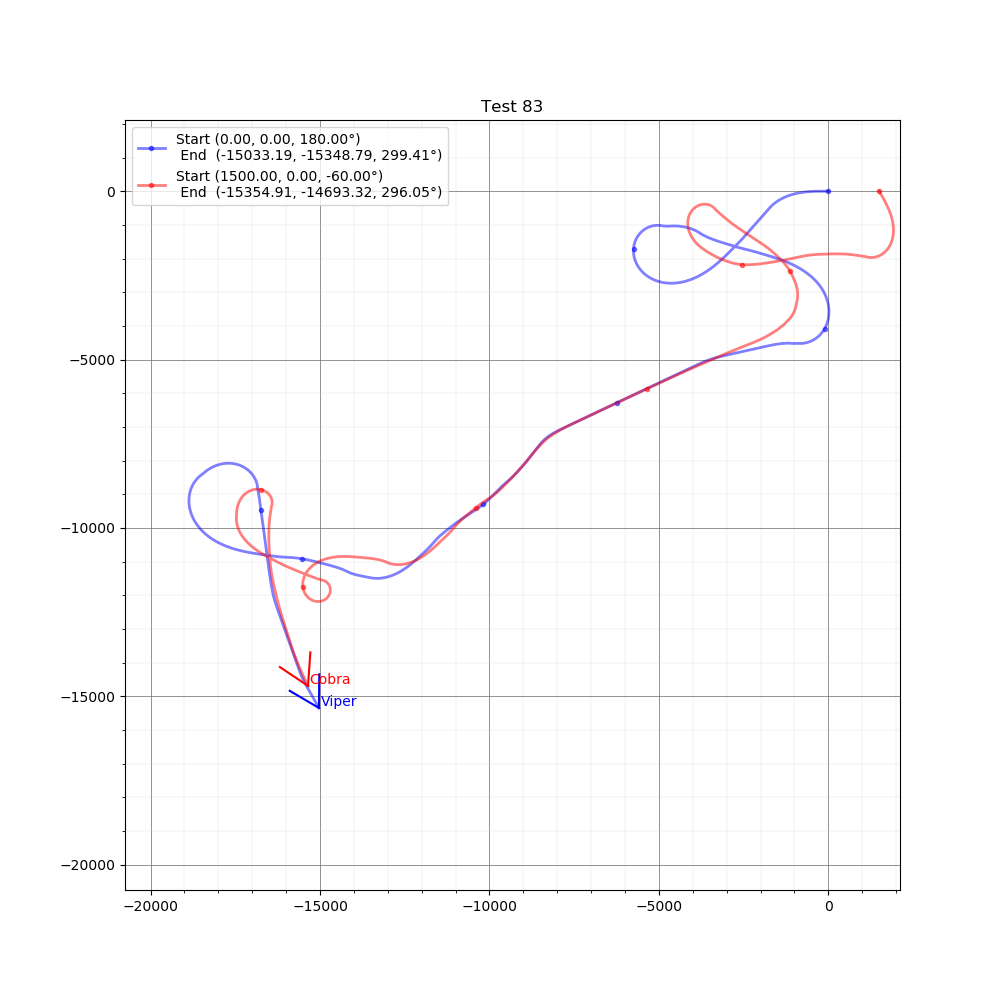 Test 83
Start (0.00, 0.00, 180.00°)
End (-15033.19, -15348.79, 299.41°)
Start (1500.00, 0.00, -60.00°)
End (-15354.91, -14693.32, 296.05°)
0
−5000
−10000
−15000
−20000
Cobra
Viper
−20000
−15000
−10000
−5000
0